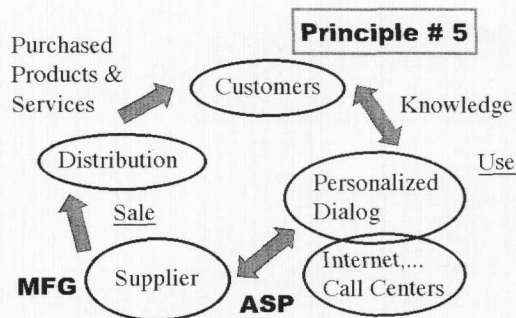 Principle # 5
Purchased
Products &
Services
Customers
Knowledge
Distribution
Use
Personalized
Dialog
Sale
Internet,...
Call Centers
Supplier
MFG
ASP